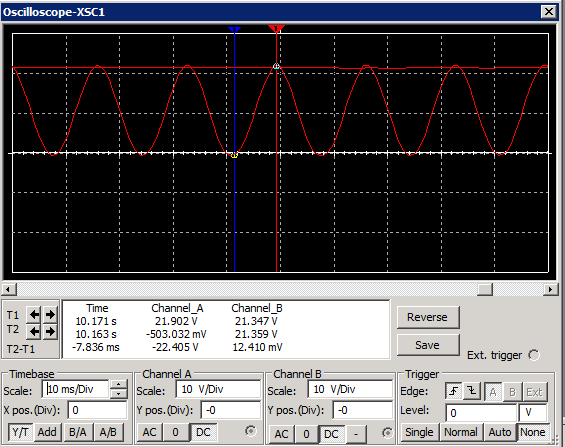 Oscilloscope-XSC1
T1
T2
T2-T1
Time Channel_A Channel_B
10.171 s 21.902 V 21.347 V
10.163 s -503.032 mV 21.359 V
-7.836 ms -22.405 V 12.410 mV
Reverse
Save
Ext. trigger
Timebase
Scale: 10 ms/Div
X pos.(Div): 0
Y/T Add B/A A/B
Channel A
Scale: 10 V/Div
Y pos.(Div): -0
AC 0 DC
Channel B
Scale: 10 V/Div
Y pos.(Div): -0
AC 0 DC -
Trigger
Edge: A B Ext
Level: 0 V
Single Normal Auto None